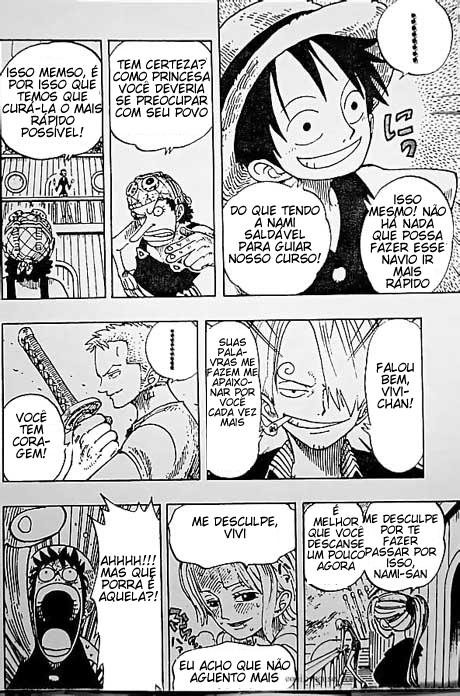 .........
にっ
ISSO
MESMO! NÃO
HÁ NADA
QUE POSSA
FAZER ESSE
NAVIO IR
MAIS
RÁPIDO
DO QUE TENDO
A NAMI
SALDÁVEL
PARA GUIAR
NOSSO CURSO!
TEM CERTEZA?
COMO PRINCESA
VOCÊ DEVERIA
SE PREOCUPAR
COM SEU POVO
ISSO MEMSO, É
POR ISSO QUE
TEMOS QUE
CURÁ-LA O MAIS
RÁPIDO
POSSÍVEL!
FALOU
BEM,
VIVI-
CHAN!
SUAS
PALA-
VRAS ME
FAZEM ME
APAIXO-
NAR POR
VOCÊ
CADA VEZ
MAIS
.........
VOCÊ
TEM
CORA-
GEM!
ME DESCULPE
POR TE
FAZER
PASSAR POR
ISSO,
NAMI-SAN
É
MELHOR
QUE VOCÊ
DESCANSE
UM POUCO
AGORA
ME DESCULPE,
VIVI
EU ACHO QUE NÃO
AGUENTO MAIS
AHHHH!!!
MAS QUE
PORRA É
AQUELA?!